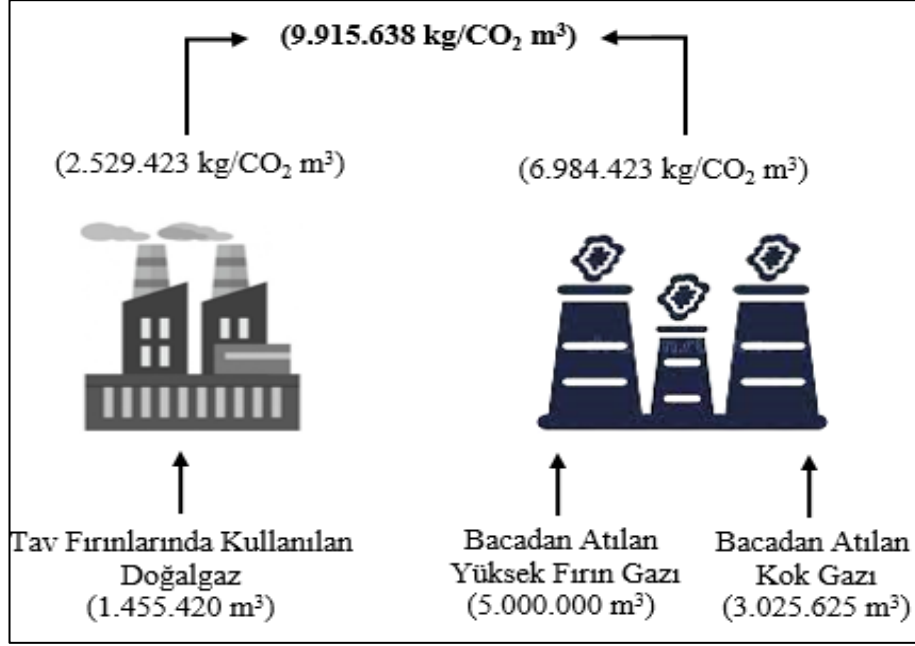 (9.915.638 kg/CO₂ m³)
(2.529.423 kg/CO₂ m³)
(6.984.423 kg/CO₂ m³)
Tav Fırınlarında Kullanılan
Doğalgaz
(1.455.420 m³)
Bacadan Atılan
Yüksek Fırın Gazı
(5.000.000 m³)
Bacadan Atılan
Kok Gazı
(3.025.625 m³)